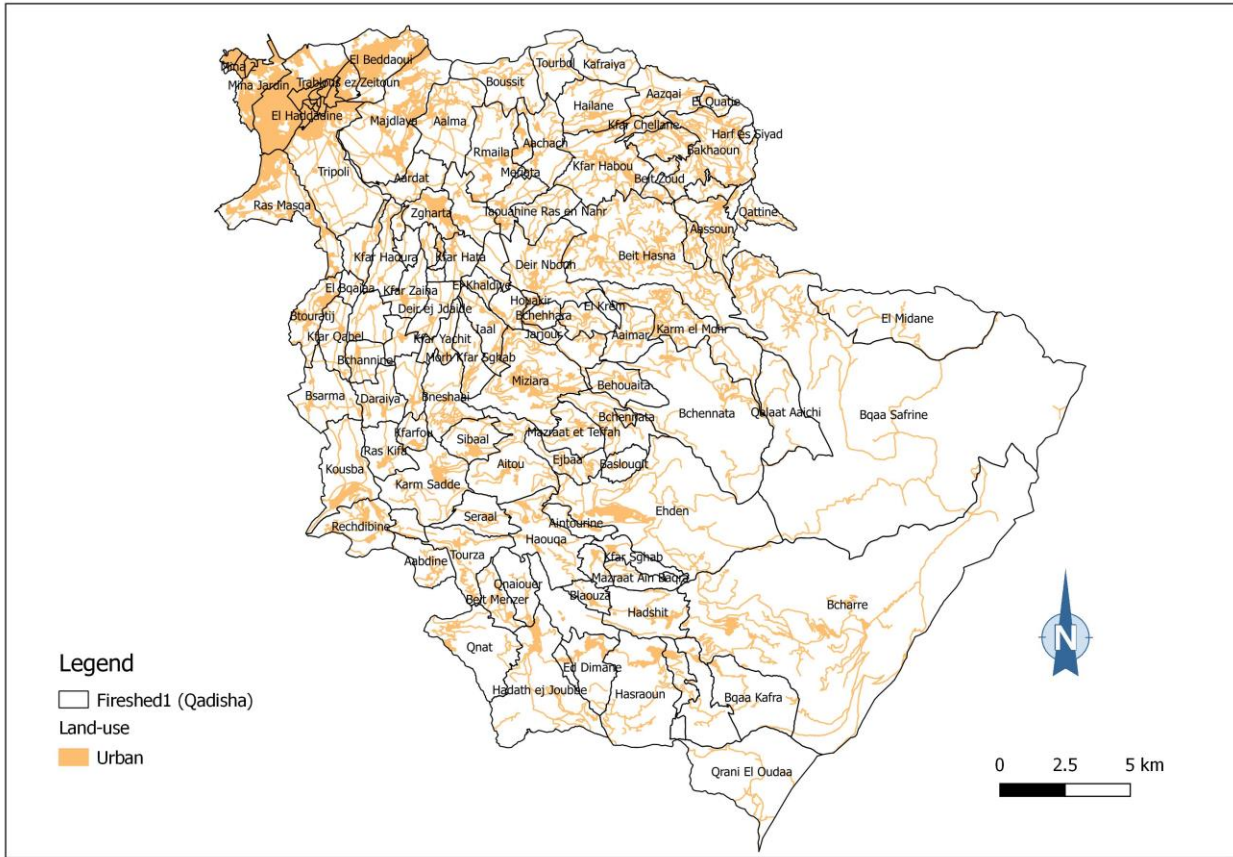 El Beddaoui
Mina 2
Mina Jardin
Trablous ez Zeitoun
El Haddadine
Tourbol
Kafraiya
Boussit
Aazqai
El Quatie
Hailane
Majdlaya
Aalma
Kfar Chellane
Harf es Siyad
Bakhaoun
Aachach
Rmaila
Kfar Habou
Tripoli
Aardat
Beit Zoud
Ras Masqa
Zgharta
Taouahine Ras en Nahr
Qattine
Aassoun
Kfar Haoura
Kfar Hata
Deir Nbouh
Beit Hasna
El Bqaiaa
Kfar Zaina
El Khaldiye
Btouratij
Deir ej Jdaide
Houakir
El Krem
Bchehhara
El Midane
Kfar Qahel
Kfar Yachit
Iaal
Jarjour
Aaimar
Karm el Mohr
Bchannine
Morh Kfar Sghab
Miziara
Bsarma
Daraiya
Bneshaai
Behouaita
Bchennata
Qalaat Aaichi
Bqaa Safrine
Bchennata
Kfarfou
Sibaal
Mazraat et Teffah
Ras Kifa
Kousba
Aitou
Ejbaa
Baslouqit
Karm Sadde
Ehden
Seraal
Aintourine
Rechdibine
Haouqa
Aabdine
Tourza
Kfar Sghab
Qnaiouer
Mazraat Ain Baqra
Beit Menzer
Blaouza
Hadshit
Bcharre
Qnat
Ed Dimane
Hadath ej Joubbe
Hasraoun
Bqaa Kafra
Qrani El Oudaa
Legend
Fireshed1 (Qadisha)
Land-use
Urban
N
0 2.5 5 km